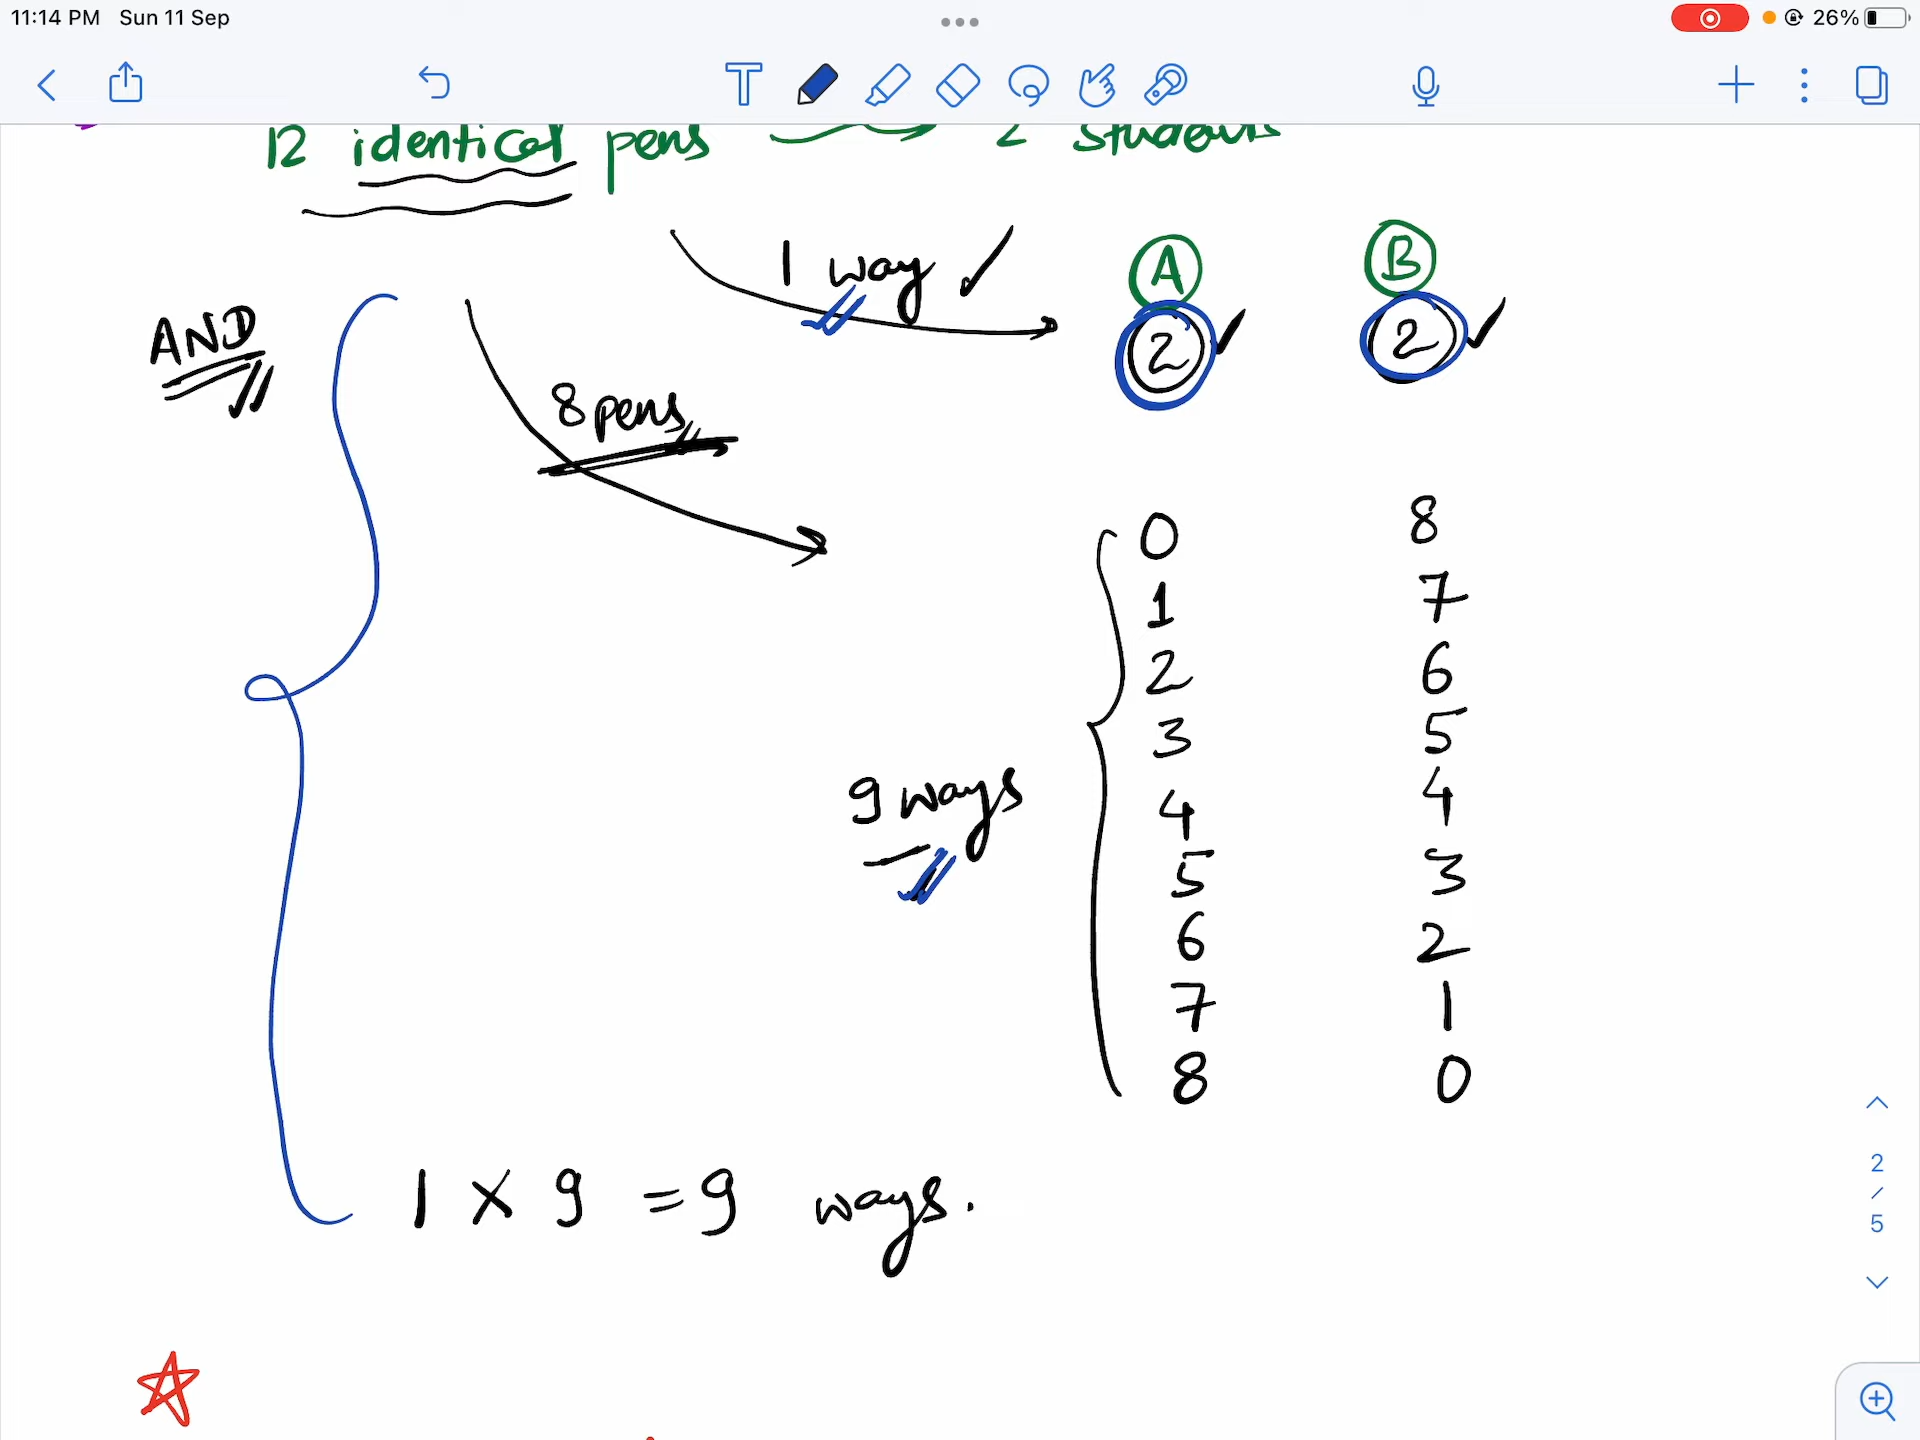 11:14 PM Sun 11 Sep
26%
12 identical pens 2 students
1 way
A B
2 2
AND
8 pens
0 8
1 7
2 6
3 5
9 ways
4 4
5 3
6 2
7 1
8 0
2
/
5
1 x 9 = 9 ways.